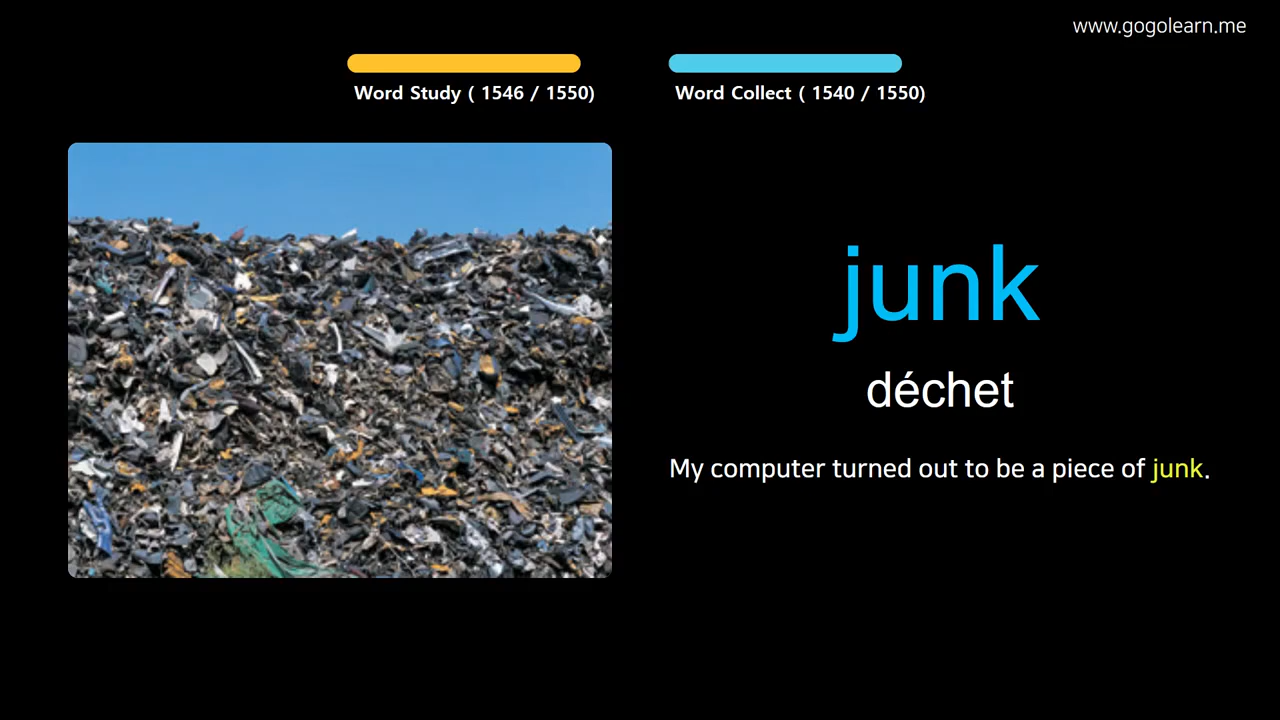 www.gogolearn.me
Word Study ( 1546 / 1550)
Word Collect ( 1540 / 1550)
junk
déchet
My computer turned out to be a piece of junk.